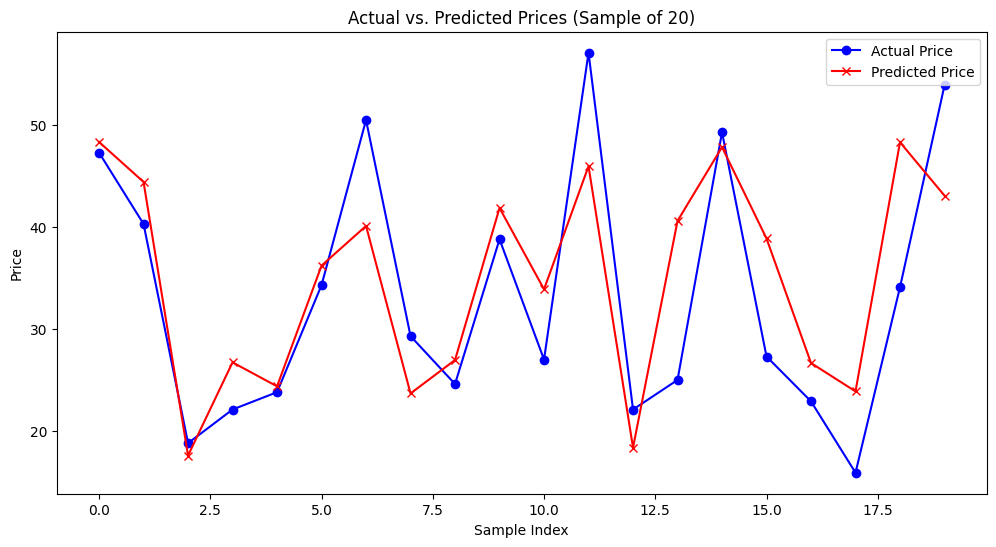 Actual vs. Predicted Prices (Sample of 20)
Actual Price
Predicted Price
Price
50
40
30
20
0.0 2.5 5.0 7.5 10.0 12.5 15.0 17.5
Sample Index